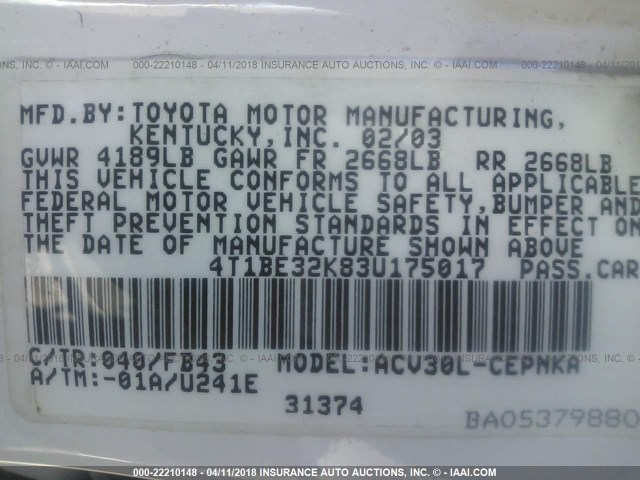 000-22210148 - 04/11/2018 INSURANCE AUTO AUCTIONS, INC. - IAAI.COM
MFD.BY:TOYOTA MOTOR MANUFACTURING,
KENTUCKY,INC. 02/03
GVWR 4189LB GAWR FR 2668LB RR 2668LB
THIS VEHICLE CONFORMS TO ALL APPLICABLE
FEDERAL MOTOR VEHICLE SAFETY,BUMPER AND
THEFT PREVENTION STANDARDS IN EFFECT ON
THE DATE OF MANUFACTURE SHOWN ABOVE
4T1BE32K83U175017 PASS.CAR
C/TR:040/FB43 MODEL:ACV30L-CEPNKA
A/TM:-01A/U241E
31374
BA05379880
000-22210148 - 04/11/2018 INSURANCE AUTO AUCTIONS, INC. - IAAI.COM